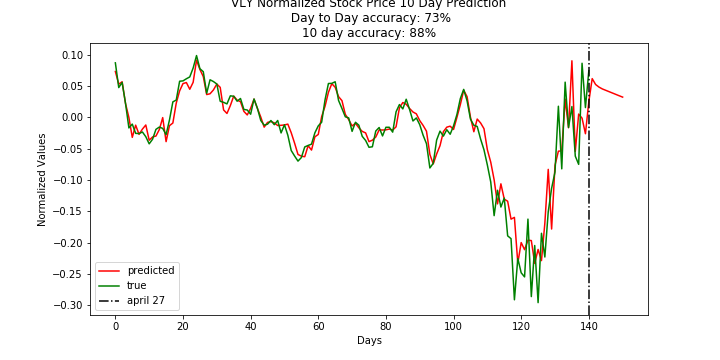 VLY Normalized Stock Price 10 Day Prediction
Day to Day accuracy: 73%
10 day accuracy: 88%
0.10
0.05
0.00
−0.05
−0.10
−0.15
−0.20
−0.25
−0.30
Normalized Values
predicted
true
april 27
0 20 40 60 80 100 120 140
Days